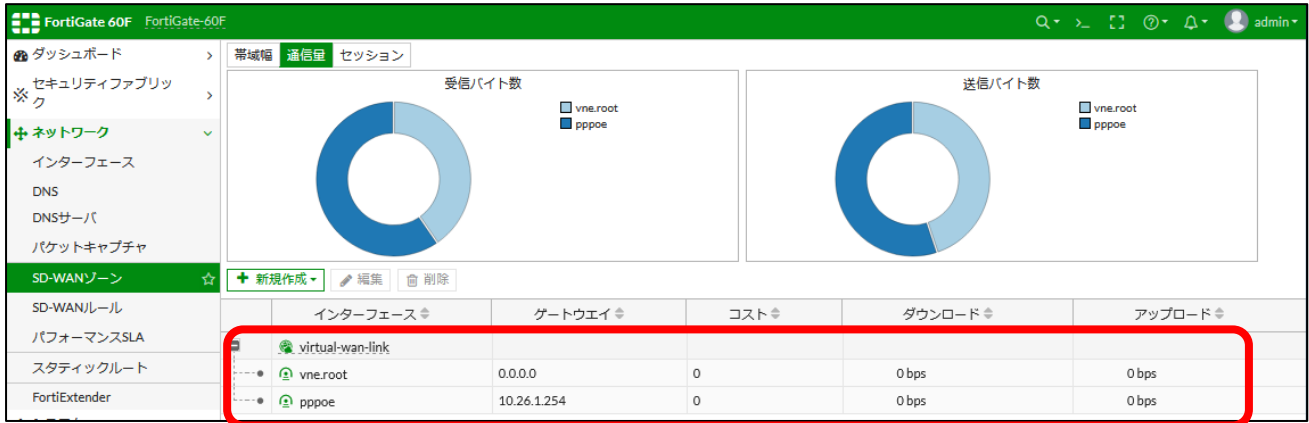 FortiGate 60F FortiGate-60F admin
ダッシュボード
セキュリティファブリッ
ク
ネットワーク
インターフェース
DNS
DNSサーバ
パケットキャプチャ
SD-WANゾーン
SD-WANルール
パフォーマンスSLA
スタティックルート
FortiExtender
帯域幅 通信量 セッション
受信バイト数
vne.root
pppoe
送信バイト数
vne.root
pppoe
新規作成 編集 削除
インターフェース ゲートウエイ コスト ダウンロード アップロード
virtual-wan-link
vne.root 0.0.0.0 0 0 bps 0 bps
pppoe 10.26.1.254 0 0 bps 0 bps